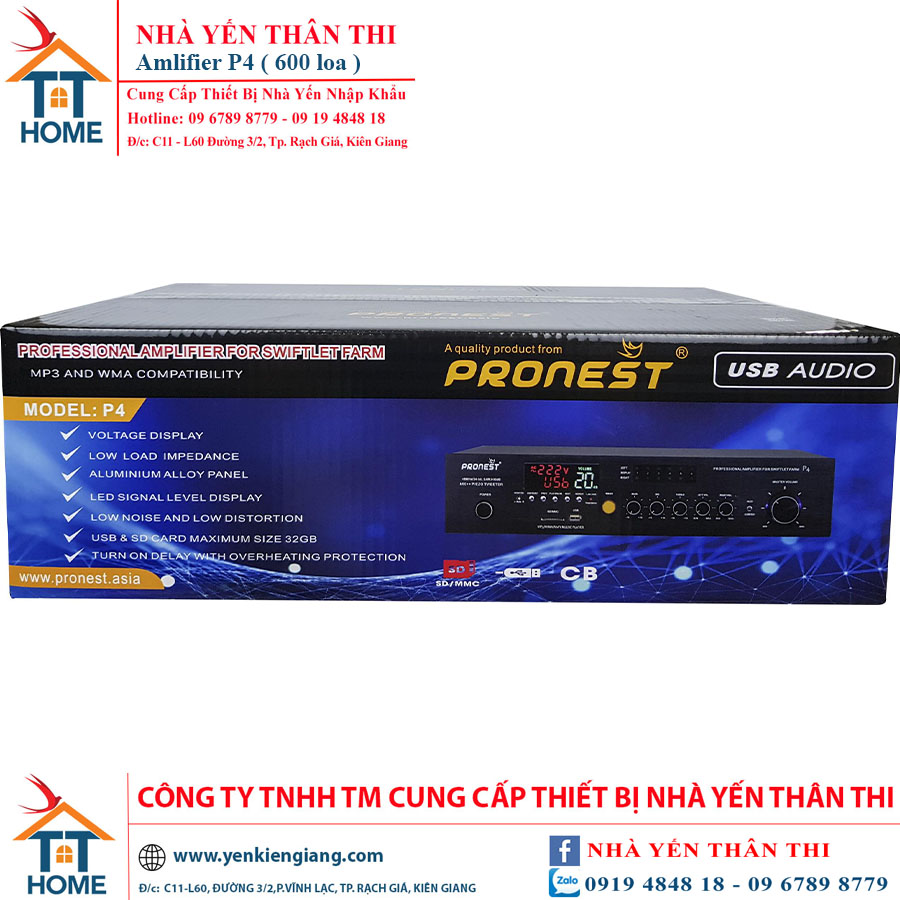 NHÀ YẾN THÂN THI
Amlifier P4 ( 600 loa )
TT
HOME
Cung Cấp Thiết Bị Nhà Yến Nhập Khẩu
Hotline: 09 6789 8779 - 09 19 4848 18
Đ/c: C11 - L60 Đường 3/2, Tp. Rạch Giá, Kiên Giang
PRONEST
PROFESSIONAL AMPLIFIER FOR SWIFTLET FARM
MP3 AND WMA COMPATIBILITY
A quality product from
PRONEST ®
USB AUDIO
MODEL: P4
VOLTAGE DISPLAY
LOW LOAD IMPEDANCE
ALUMINIUM ALLOY PANEL
LED SIGNAL LEVEL DISPLAY
LOW NOISE AND LOW DISTORTION
USB & SD CARD MAXIMUM SIZE 32GB
TURN ON DELAY WITH OVERHEATING PROTECTION
www.pronest.asia
PRONEST
222V
USb
VOLUME
20
PROFESSIONAL AMPLIFIER FOR SWIFTLET FARM P4
POWER
MASTER VOLUME
SD
SD/MMC
CB
TT
HOME
CÔNG TY TNHH TM CUNG CẤP THIẾT BỊ NHÀ YẾN THÂN THI
www.yenkiengiang.com
f NHÀ YẾN THÂN THI
Đ/c: C11-L60, ĐƯỜNG 3/2,P.VĨNH LẠC, TP. RẠCH GIÁ, KIÊN GIANG
Zalo 0919 4848 18 - 09 6789 8779